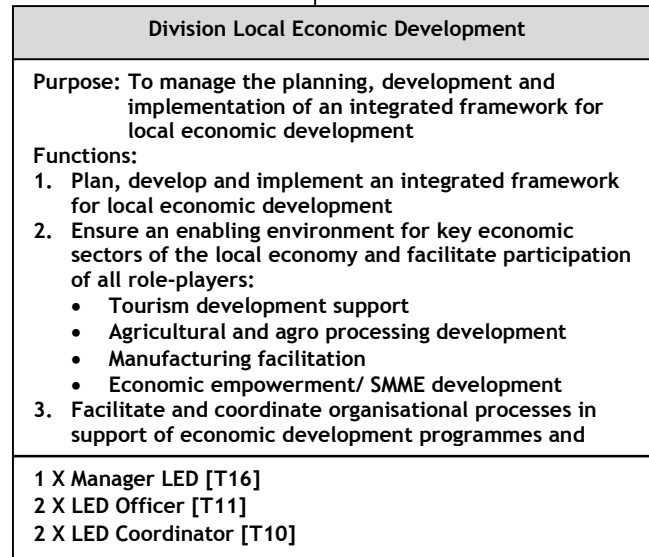 Division Local Economic Development
Purpose: To manage the planning, development and
implementation of an integrated framework for
local economic development
Functions:
1. Plan, develop and implement an integrated framework
for local economic development
2. Ensure an enabling environment for key economic
sectors of the local economy and facilitate participation
of all role-players:
• Tourism development support
• Agricultural and agro processing development
• Manufacturing facilitation
• Economic empowerment/ SMME development
3. Facilitate and coordinate organisational processes in
support of economic development programmes and
1 X Manager LED [T16]
2 X LED Officer [T11]
2 X LED Coordinator [T10]